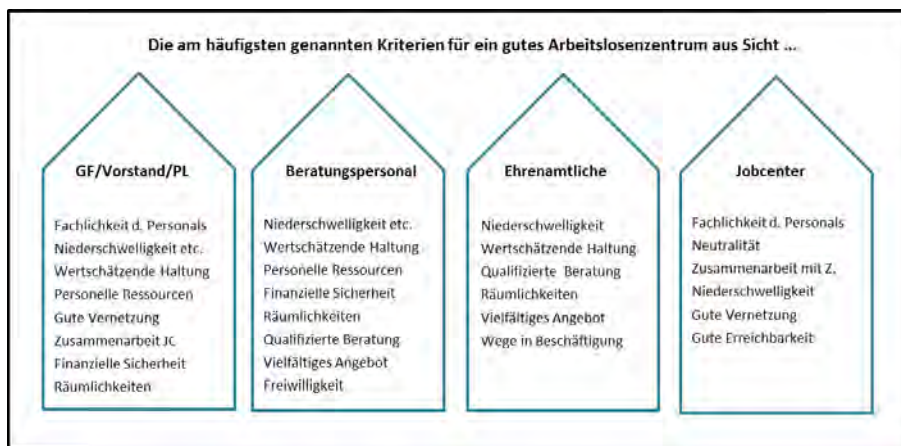 Die am häufigsten genannten Kriterien für ein gutes Arbeitslosenzentrum aus Sicht ...
GF/Vorstand/PL
Fachlichkeit d. Personals
Niederschwelligkeit etc.
Wertschätzende Haltung
Personelle Ressourcen
Gute Vernetzung
Zusammenarbeit JC
Finanzielle Sicherheit
Räumlichkeiten
Beratungspersonal
Niederschwelligkeit etc.
Wertschätzende Haltung
Personelle Ressourcen
Finanzielle Sicherheit
Räumlichkeiten
Qualifizierte Beratung
Vielfältiges Angebot
Freiwilligkeit
Ehrenamtliche
Niederschwelligkeit
Wertschätzende Haltung
Qualifizierte Beratung
Räumlichkeiten
Vielfältiges Angebot
Wege in Beschäftigung
Jobcenter
Fachlichkeit d. Personals
Neutralität
Zusammenarbeit mit Z.
Niederschwelligkeit
Gute Vernetzung
Gute Erreichbarkeit